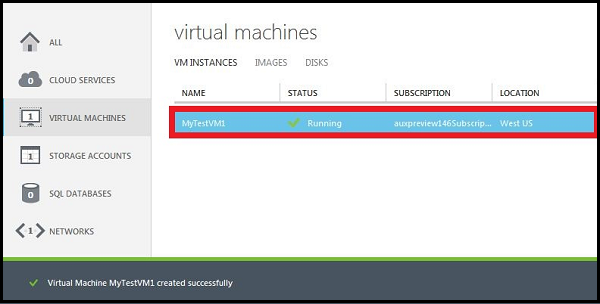 ALL
0 CLOUD SERVICES
1 VIRTUAL MACHINES
1 STORAGE ACCOUNTS
0 SQL DATABASES
1 NETWORKS
virtual machines
VM INSTANCES IMAGES DISKS
NAME STATUS SUBSCRIPTION LOCATION
MyTestVM1 Running auxpreview146Subscrip... West US
Virtual Machine MyTestVM1 created successfully